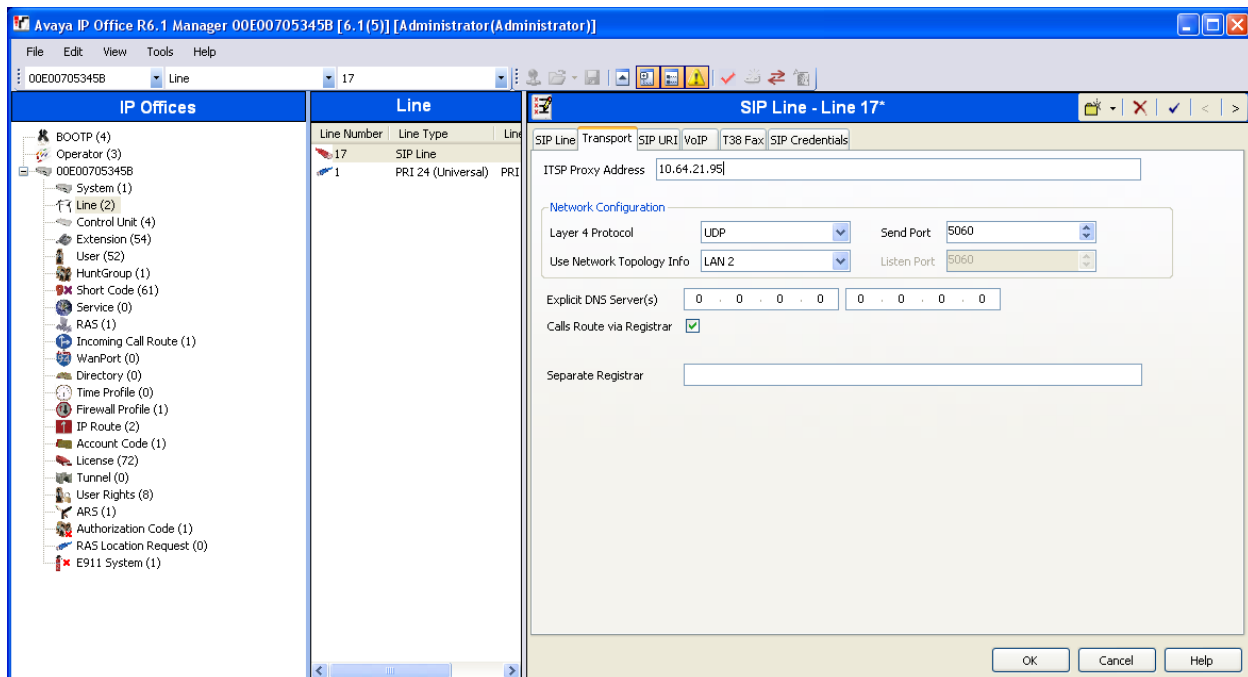 Avaya IP Office R6.1 Manager 00E00705345B [6.1(5)] [Administrator(Administrator)]
File Edit View Tools Help
00E00705345B Line 17
IP Offices
BOOTP (4)
Operator (3)
00E00705345B
System (1)
Line (2)
Control Unit (4)
Extension (54)
User (52)
HuntGroup (1)
Short Code (61)
Service (0)
RAS (1)
Incoming Call Route (1)
WanPort (0)
Directory (0)
Time Profile (0)
Firewall Profile (1)
IP Route (2)
Account Code (1)
License (72)
Tunnel (0)
User Rights (8)
ARS (1)
Authorization Code (1)
RAS Location Request (0)
E911 System (1)
Line
Line Number Line Type Line
17 SIP Line
1 PRI 24 (Universal) PRI
SIP Line - Line 17*
SIP Line Transport SIP URI VoIP T38 Fax SIP Credentials
ITSP Proxy Address 10.64.21.95
Network Configuration
Layer 4 Protocol UDP Send Port 5060
Use Network Topology Info LAN 2 Listen Port 5060
Explicit DNS Server(s) 0 . 0 . 0 . 0 0 . 0 . 0 . 0
Calls Route via Registrar
Separate Registrar
OK Cancel Help